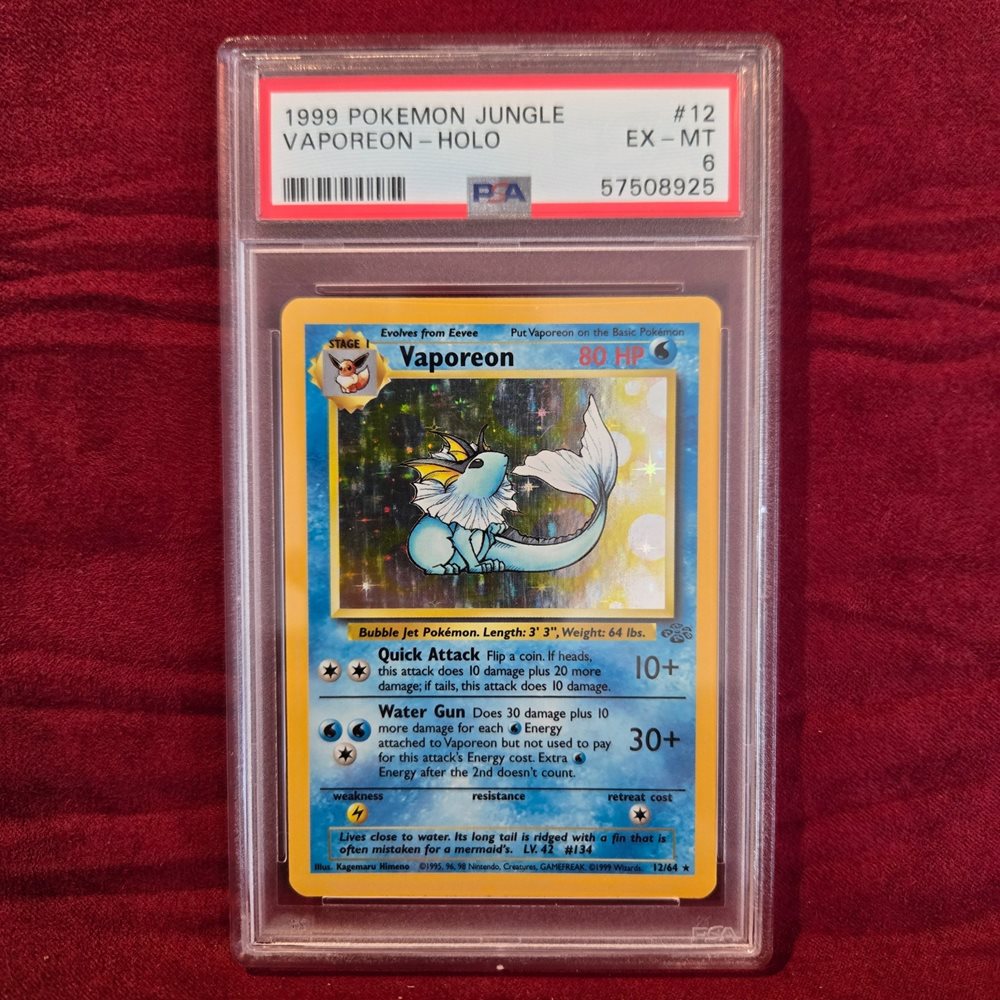 1999 POKEMON JUNGLE #12
VAPOREON – HOLO EX – MT
6
PSA 57508925
Evolves from Eevee Put Vaporeon on the Basic Pokémon
STAGE 1 Vaporeon 80 HP
Bubble Jet Pokémon. Length: 3' 3", Weight: 64 lbs.
Quick Attack Flip a coin. If heads,
this attack does 10 damage plus 20 more 10+
damage; if tails, this attack does 10 damage.
Water Gun Does 30 damage plus 10
more damage for each Energy
attached to Vaporeon but not used to pay 30+
for this attack's Energy cost. Extra
Energy after the 2nd doesn't count.
weakness resistance retreat cost
Lives close to water. Its long tail is ridged with a fin that is
often mistaken for a mermaid's. LV. 42 #134
Illus. Kagemaru Himeno ©1995, 96, 98 Nintendo, Creatures, GAMEFREAK. ©1999 Wizards. 12/64 ★
PSA